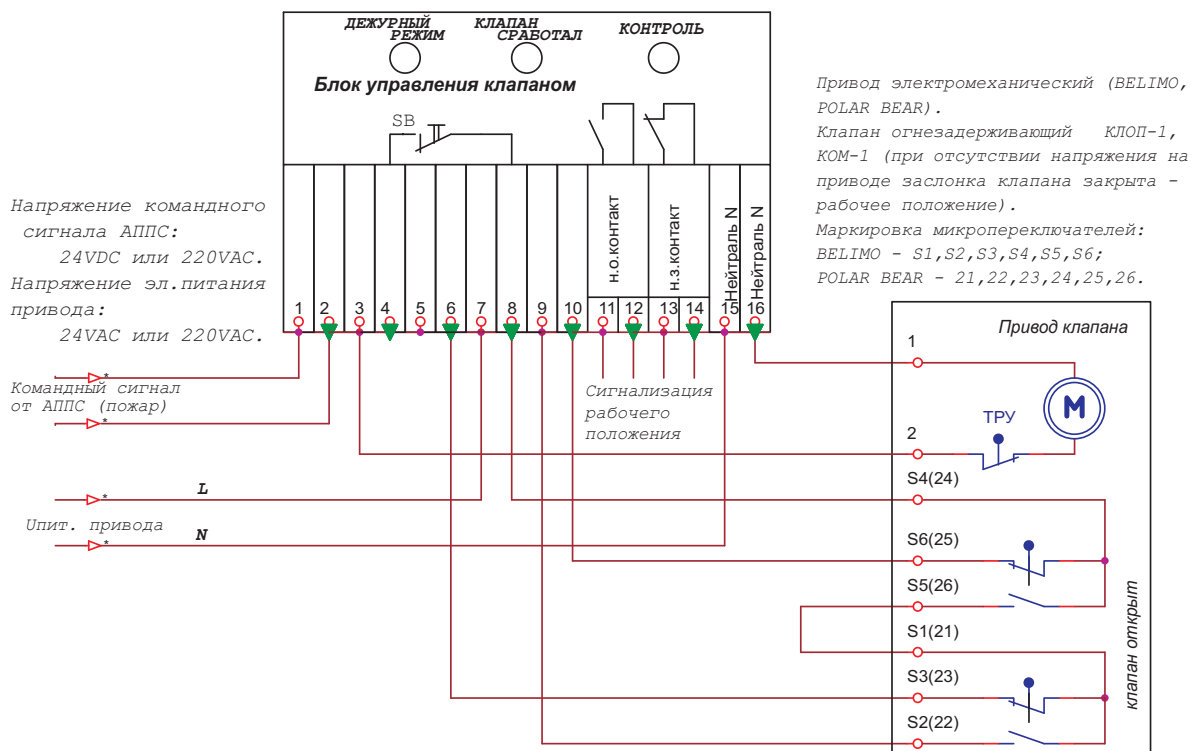 ДЕЖУРНЫЙ
РЕЖИМ
КЛАПАН
СРАБОТАЛ
КОНТРОЛЬ
Блок управления клапаном
SB
н.о.контакт
н.з.контакт
Нейтраль N
Нейтраль N
1 2 3 4 5 6 7 8 9 10 11 12 13 14 15 16
Напряжение командного
сигнала АППС:
24VDC или 220VAC.
Напряжение эл.питания
привода:
24VAC или 220VAC.
*
Командный сигнал
от АППС (пожар)
*
*
L
Uпит. привода
*
N
Сигнализация
рабочего
положения
Привод электромеханический (BELIMO,
POLAR BEAR).
Клапан огнезадерживающий КЛОП-1,
КОМ-1 (при отсутствии напряжения на
приводе заслонка клапана закрыта -
рабочее положение).
Маркировка микропереключателей:
BELIMO - S1,S2,S3,S4,S5,S6;
POLAR BEAR - 21,22,23,24,25,26.
Привод клапана
1
M
ТРУ
2
S4(24)
S6(25)
S5(26)
S1(21)
S3(23)
S2(22)
клапан открыт